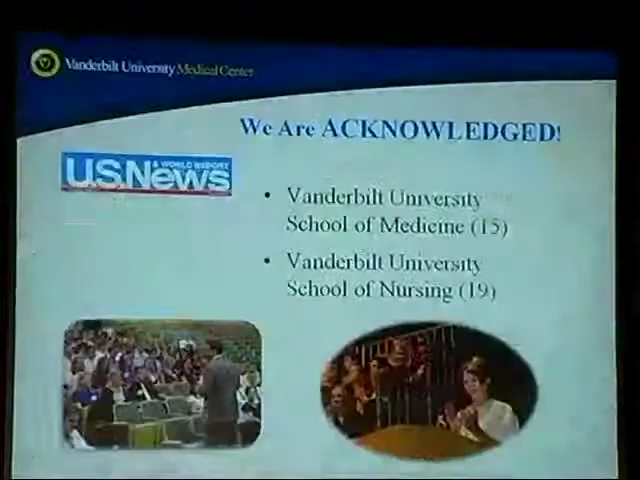 Vanderbilt University Medical Center
We Are ACKNOWLEDGED!
U.S.News
& WORLD REPORT
• Vanderbilt University
School of Medicine (15)
• Vanderbilt University
School of Nursing (19)